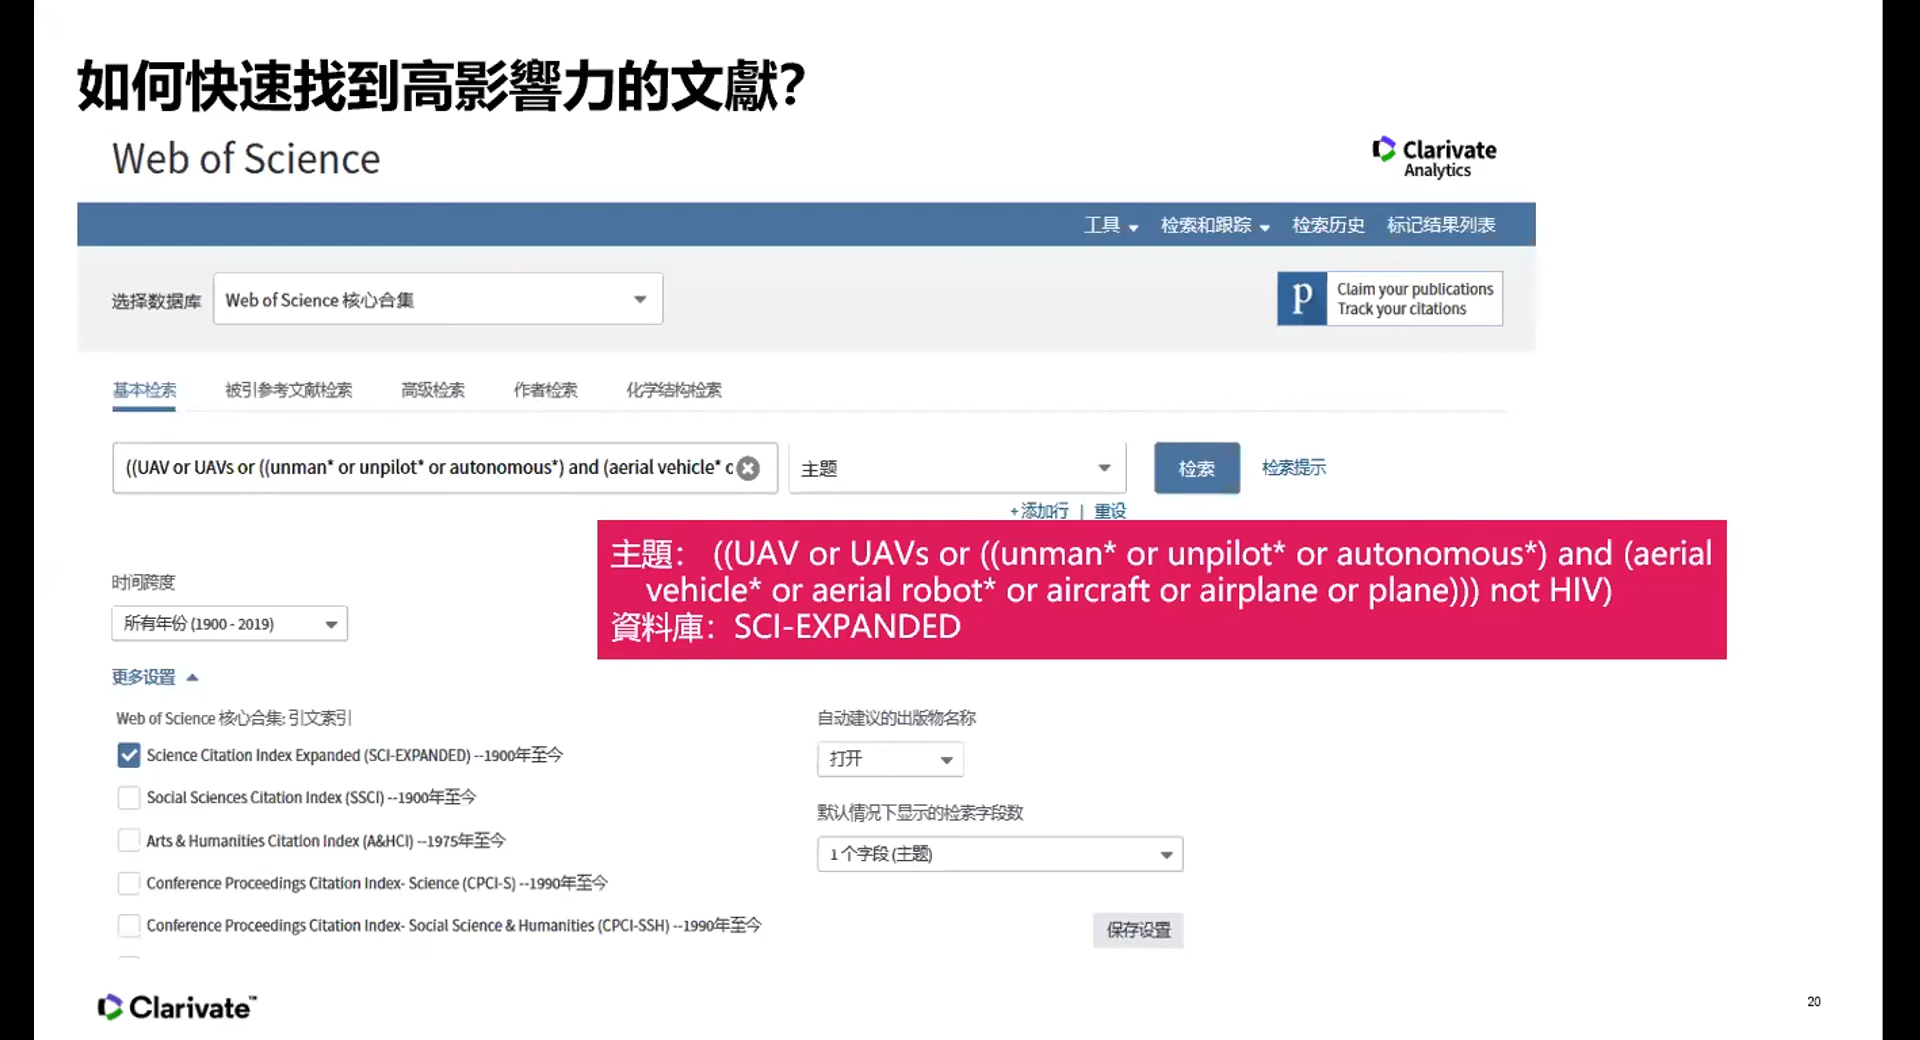 如何快速找到高影響力的文獻?
Web of Science
Clarivate
Analytics
工具 检索和跟踪 检索历史 标记结果列表
选择数据库 Web of Science 核心合集
p Claim your publications
Track your citations
基本检索 被引参考文献检索 高级检索 作者检索 化学结构检索
((UAV or UAVs or ((unman* or unpilot* or autonomous*) and (aerial vehicle* 主题 检索 检索提示
+添加行 | 重设
主題: ((UAV or UAVs or ((unman* or unpilot* or autonomous*) and (aerial
vehicle* or aerial robot* or aircraft or airplane or plane))) not HIV)
資料庫: SCI-EXPANDED
时间跨度
所有年份 (1900 - 2019)
更多设置
Web of Science 核心合集: 引文索引
Science Citation Index Expanded (SCI-EXPANDED) --1900年至今
Social Sciences Citation Index (SSCI) --1900年至今
Arts & Humanities Citation Index (A&HCI) --1975年至今
Conference Proceedings Citation Index- Science (CPCI-S) --1990年至今
Conference Proceedings Citation Index- Social Science & Humanities (CPCI-SSH) --1990年至今
自动建议的出版物名称
打开
默认情况下显示的检索字段数
1 个字段 (主题)
保存设置
Clarivate™
20